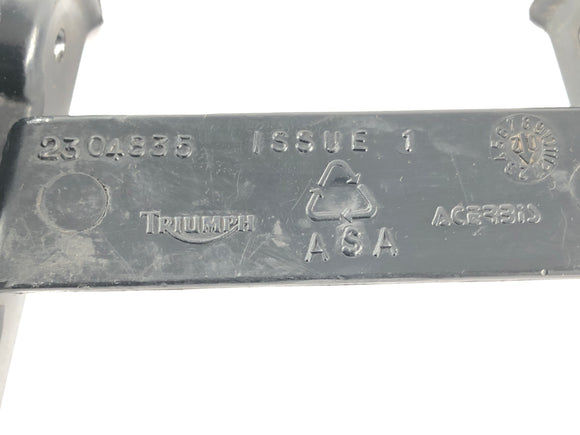 2304835 ISSUE 1
TRIUMPH
ACERBIS
ASA